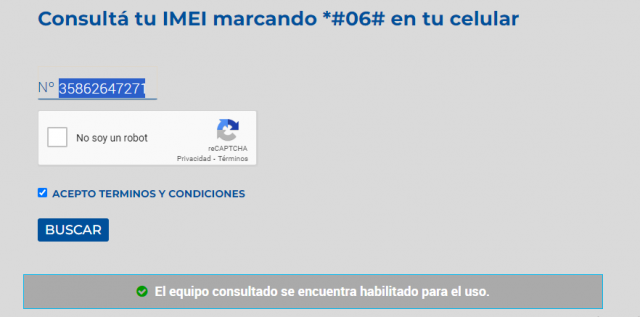 Consultá tu IMEI marcando *#06# en tu celular
N° 35862647271
No soy un robot
reCAPTCHA
Privacidad - Términos
ACEPTO TERMINOS Y CONDICIONES
BUSCAR
El equipo consultado se encuentra habilitado para el uso.